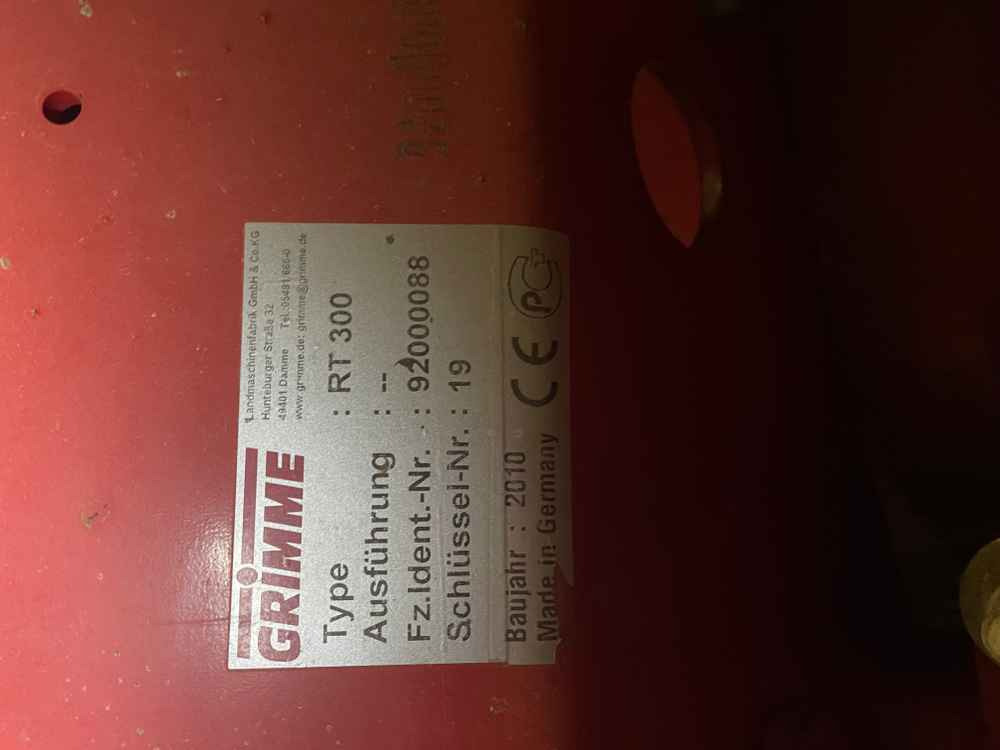 GRIMME
Landmaschinenfabrik GmbH & Co.KG
Hunteburger Straße 32
49401 Damme Tel.:05491 666-0
www.grimme.de; grimme@grimme.de
Type : RT 300
Ausführung : --
Fz.Ident.-Nr. : 92000088
Schlüssel-Nr. : 19
Baujahr : 2010
Made in Germany CE PC